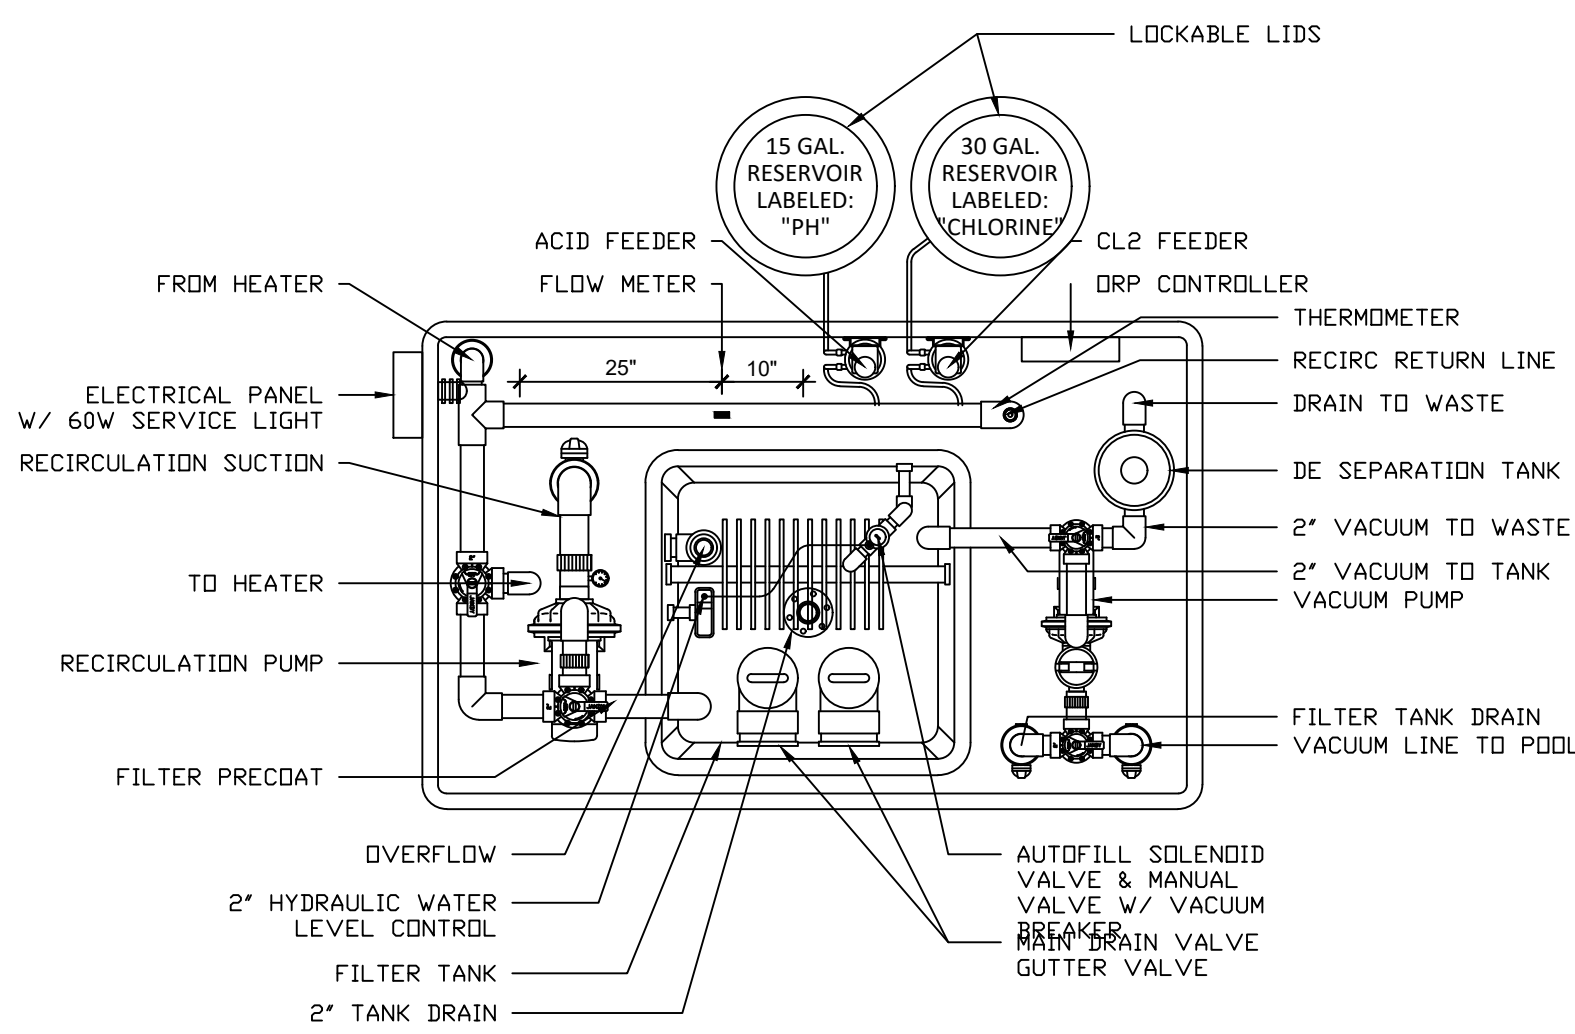 LOCKABLE LIDS
15 GAL.
RESERVOIR
LABELED:
"PH"
30 GAL.
RESERVOIR
LABELED:
"CHLORINE"
ACID FEEDER
CL2 FEEDER
FROM HEATER
FLOW METER
ORP CONTROLLER
THERMOMETER
25"
10"
RECIRC RETURN LINE
ELECTRICAL PANEL
W/ 60W SERVICE LIGHT
DRAIN TO WASTE
RECIRCULATION SUCTION
DE SEPARATION TANK
2" VACUUM TO WASTE
TO HEATER
2" VACUUM TO TANK
VACUUM PUMP
RECIRCULATION PUMP
FILTER TANK DRAIN
VACUUM LINE TO POOL
FILTER PRECOAT
OVERFLOW
2" HYDRAULIC WATER
LEVEL CONTROL
FILTER TANK
2" TANK DRAIN
AUTOFILL SOLENOID
VALVE & MANUAL
VALVE W/ VACUUM
BREAKER
MAIN DRAIN VALVE
GUTTER VALVE